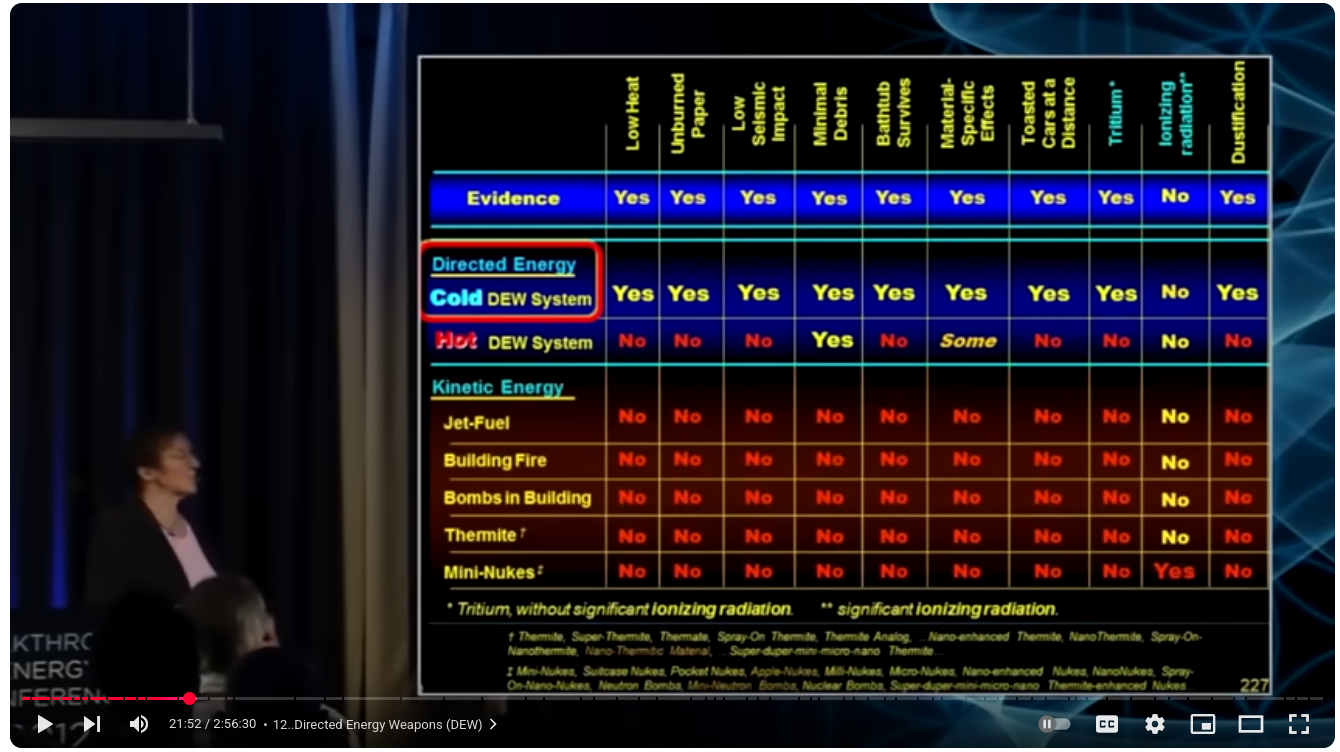 Low Heat
Unburned Paper
Low Seismic Impact
Minimal Debris
Bathtub Survives
Material-Specific Effects
Toasted Cars at a Distance
Tritium*
Ionizing radiation**
Dustification
Evidence Yes Yes Yes Yes Yes Yes Yes Yes No Yes
Directed Energy
Cold DEW System Yes Yes Yes Yes Yes Yes Yes Yes No Yes
Hot DEW System No No No Yes No Some No No No No
Kinetic Energy
Jet-Fuel No No No No No No No No No No
Building Fire No No No No No No No No No No
Bombs in Building No No No No No No No No No No
Thermite † No No No No No No No No No No
Mini-Nukes ‡ No No No No No No No No Yes No
* Tritium, without significant ionizing radiation. ** significant ionizing radiation.
† Thermite, Super-Thermite, Thermate, Spray-On Thermite, Thermite Analog, ...Nano-enhanced Thermite, NanoThermite, Spray-On-
Nanothermite, Nano-Thermitic Material, ...Super-duper-mini-micro-nano Thermite...
‡ Mini-Nukes, Suitcase Nukes, Pocket Nukes, Apple-Nukes, Milli-Nukes, Micro-Nukes, Nano-enhanced Nukes, NanoNukes, Spray-
On-Nano-Nukes, Neutron Bombs, Mini-Neutron Bombs, Nuclear Bombs, Super-duper-mini-micro-nano Thermite-enhanced Nukes
227
KTHRO
NERGY
NFEREN
21:52 / 2:56:30 • 12..Directed Energy Weapons (DEW)
CC